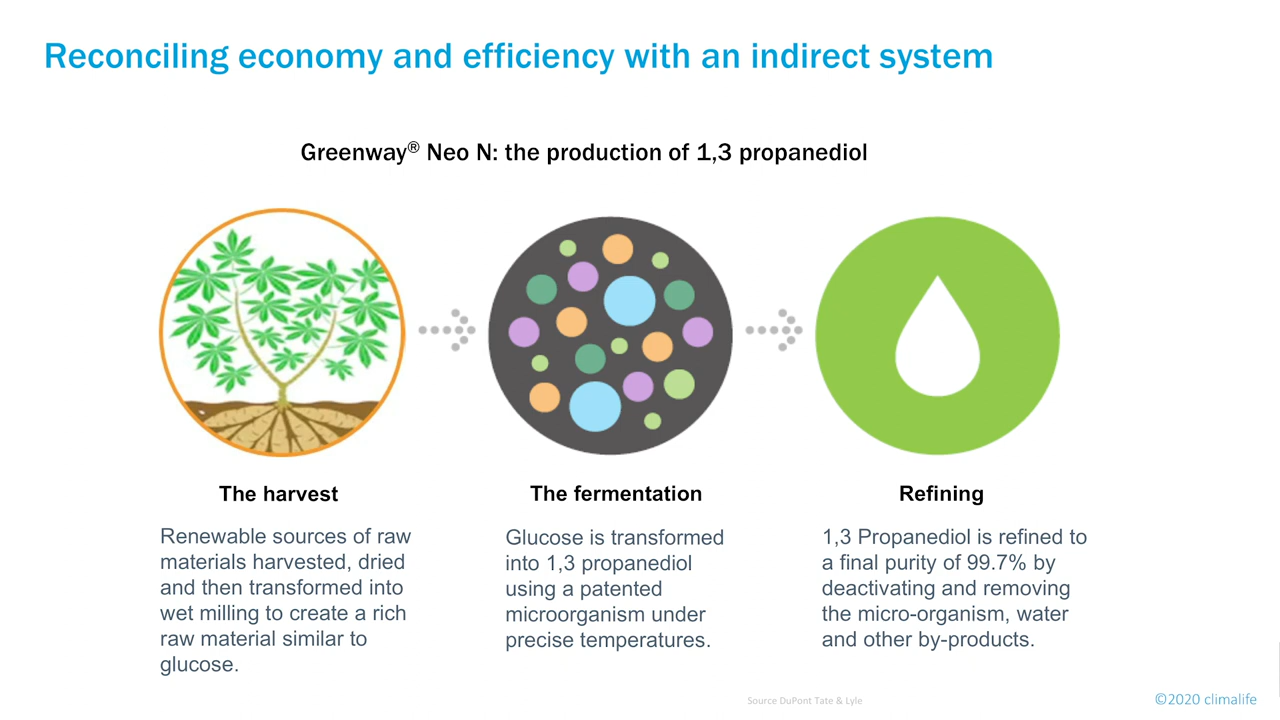 Reconciling economy and efficiency with an indirect system
Greenway® Neo N: the production of 1,3 propanediol
The harvest
Renewable sources of raw
materials harvested, dried
and then transformed into
wet milling to create a rich
raw material similar to
glucose.
The fermentation
Glucose is transformed
into 1,3 propanediol
using a patented
microorganism under
precise temperatures.
Refining
1,3 Propanediol is refined to
a final purity of 99.7% by
deactivating and removing
the micro-organism, water
and other by-products.
Source DuPont Tate & Lyle
©2020 climalife